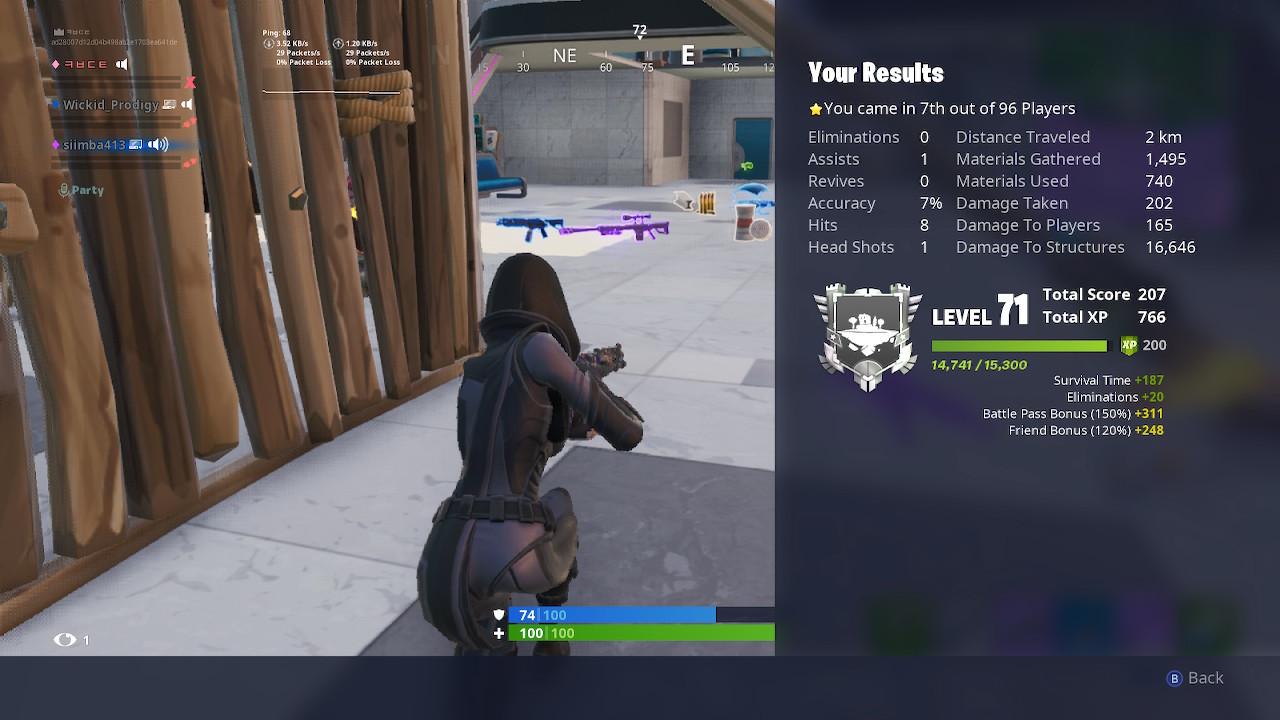 ㅋㅂㄷㅌ
ㅋㅂㄷㅌ
Wickid_Prodigy
siimba413
Party
Ping: 68
3.52 KB/s 1.20 KB/s
29 Packets/s 29 Packets/s
0% Packet Loss 0% Packet Loss
72
N NE E
15 30 60 75 105 12
1
74 | 100
100 | 100
Your Results
You came in 7th out of 96 Players
Eliminations 0 Distance Traveled 2 km
Assists 1 Materials Gathered 1,495
Revives 0 Materials Used 740
Accuracy 7% Damage Taken 202
Hits 8 Damage To Players 165
Head Shots 1 Damage To Structures 16,646
LEVEL 71
Total Score 207
Total XP 766
XP 200
14,741 / 15,300
Survival Time +187
Eliminations +20
Battle Pass Bonus (150%) +311
Friend Bonus (120%) +248
B Back